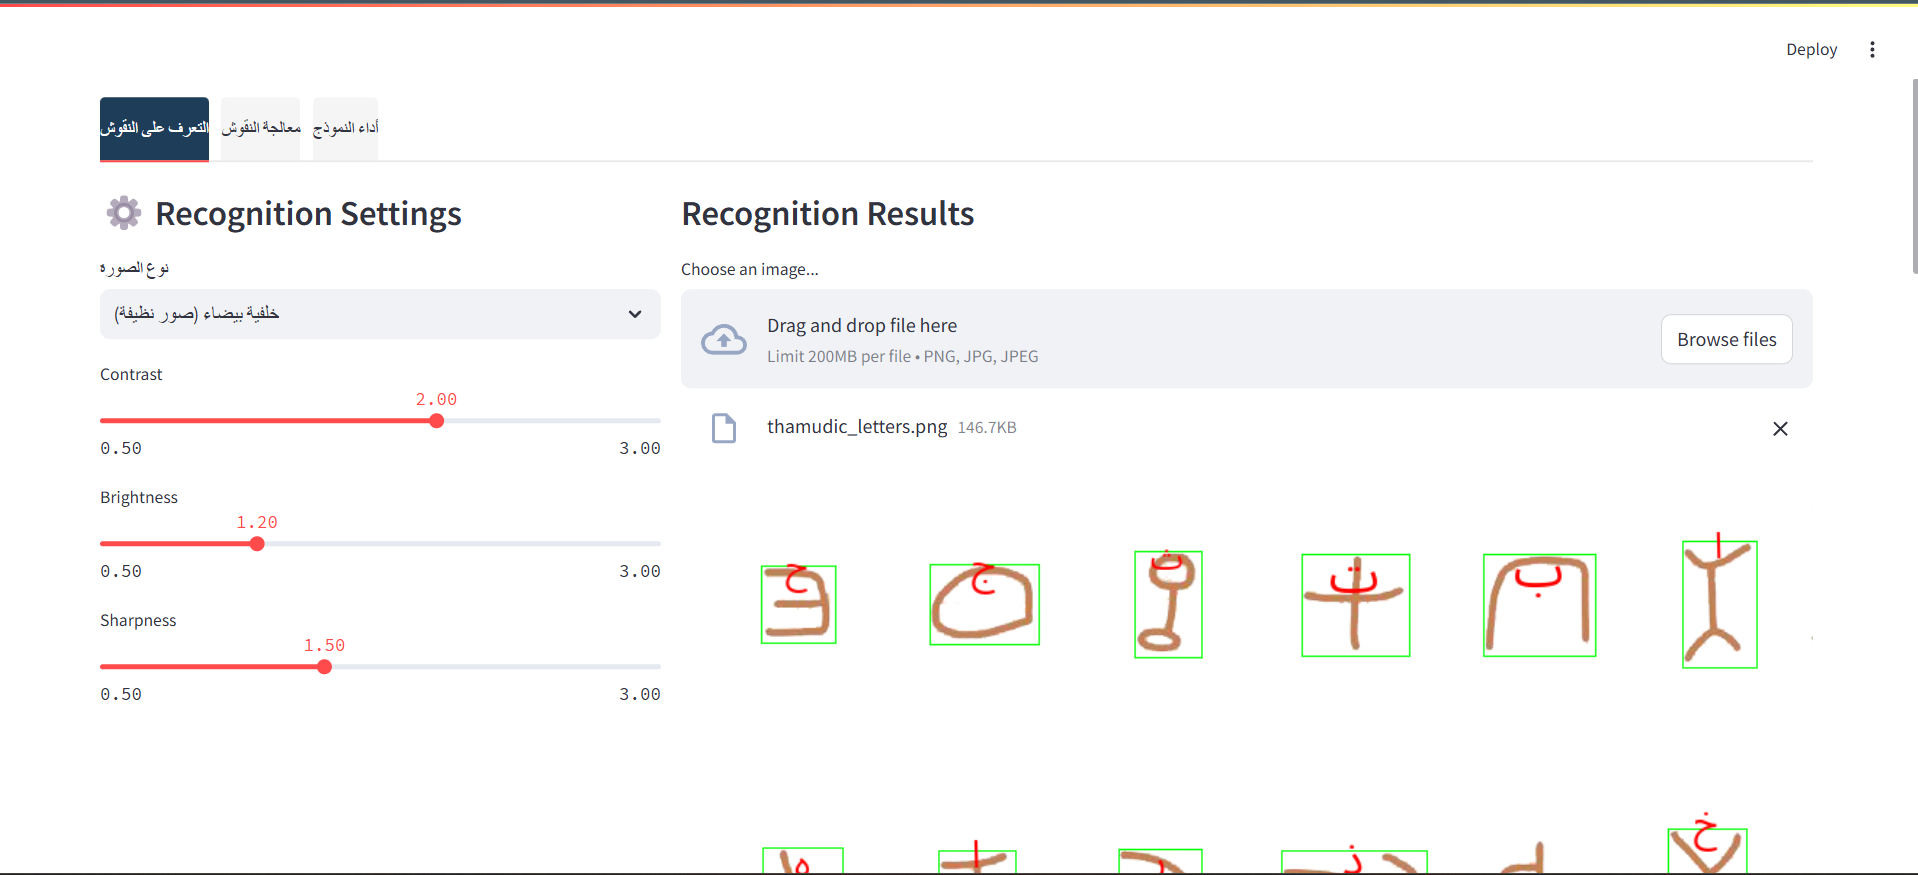 Deploy
التعرف على النقوش
معالجة النقوش
أداء النموذج
Recognition Settings
نوع الصورة
خلفية بيضاء (صور نظيفة)
Contrast
2.00
0.50 3.00
Brightness
1.20
0.50 3.00
Sharpness
1.50
0.50 3.00
Recognition Results
Choose an image...
Drag and drop file here
Limit 200MB per file • PNG, JPG, JPEG
Browse files
thamudic_letters.png 146.7KB
ا ب ت ث ج ح
خ ذ ر ا ه